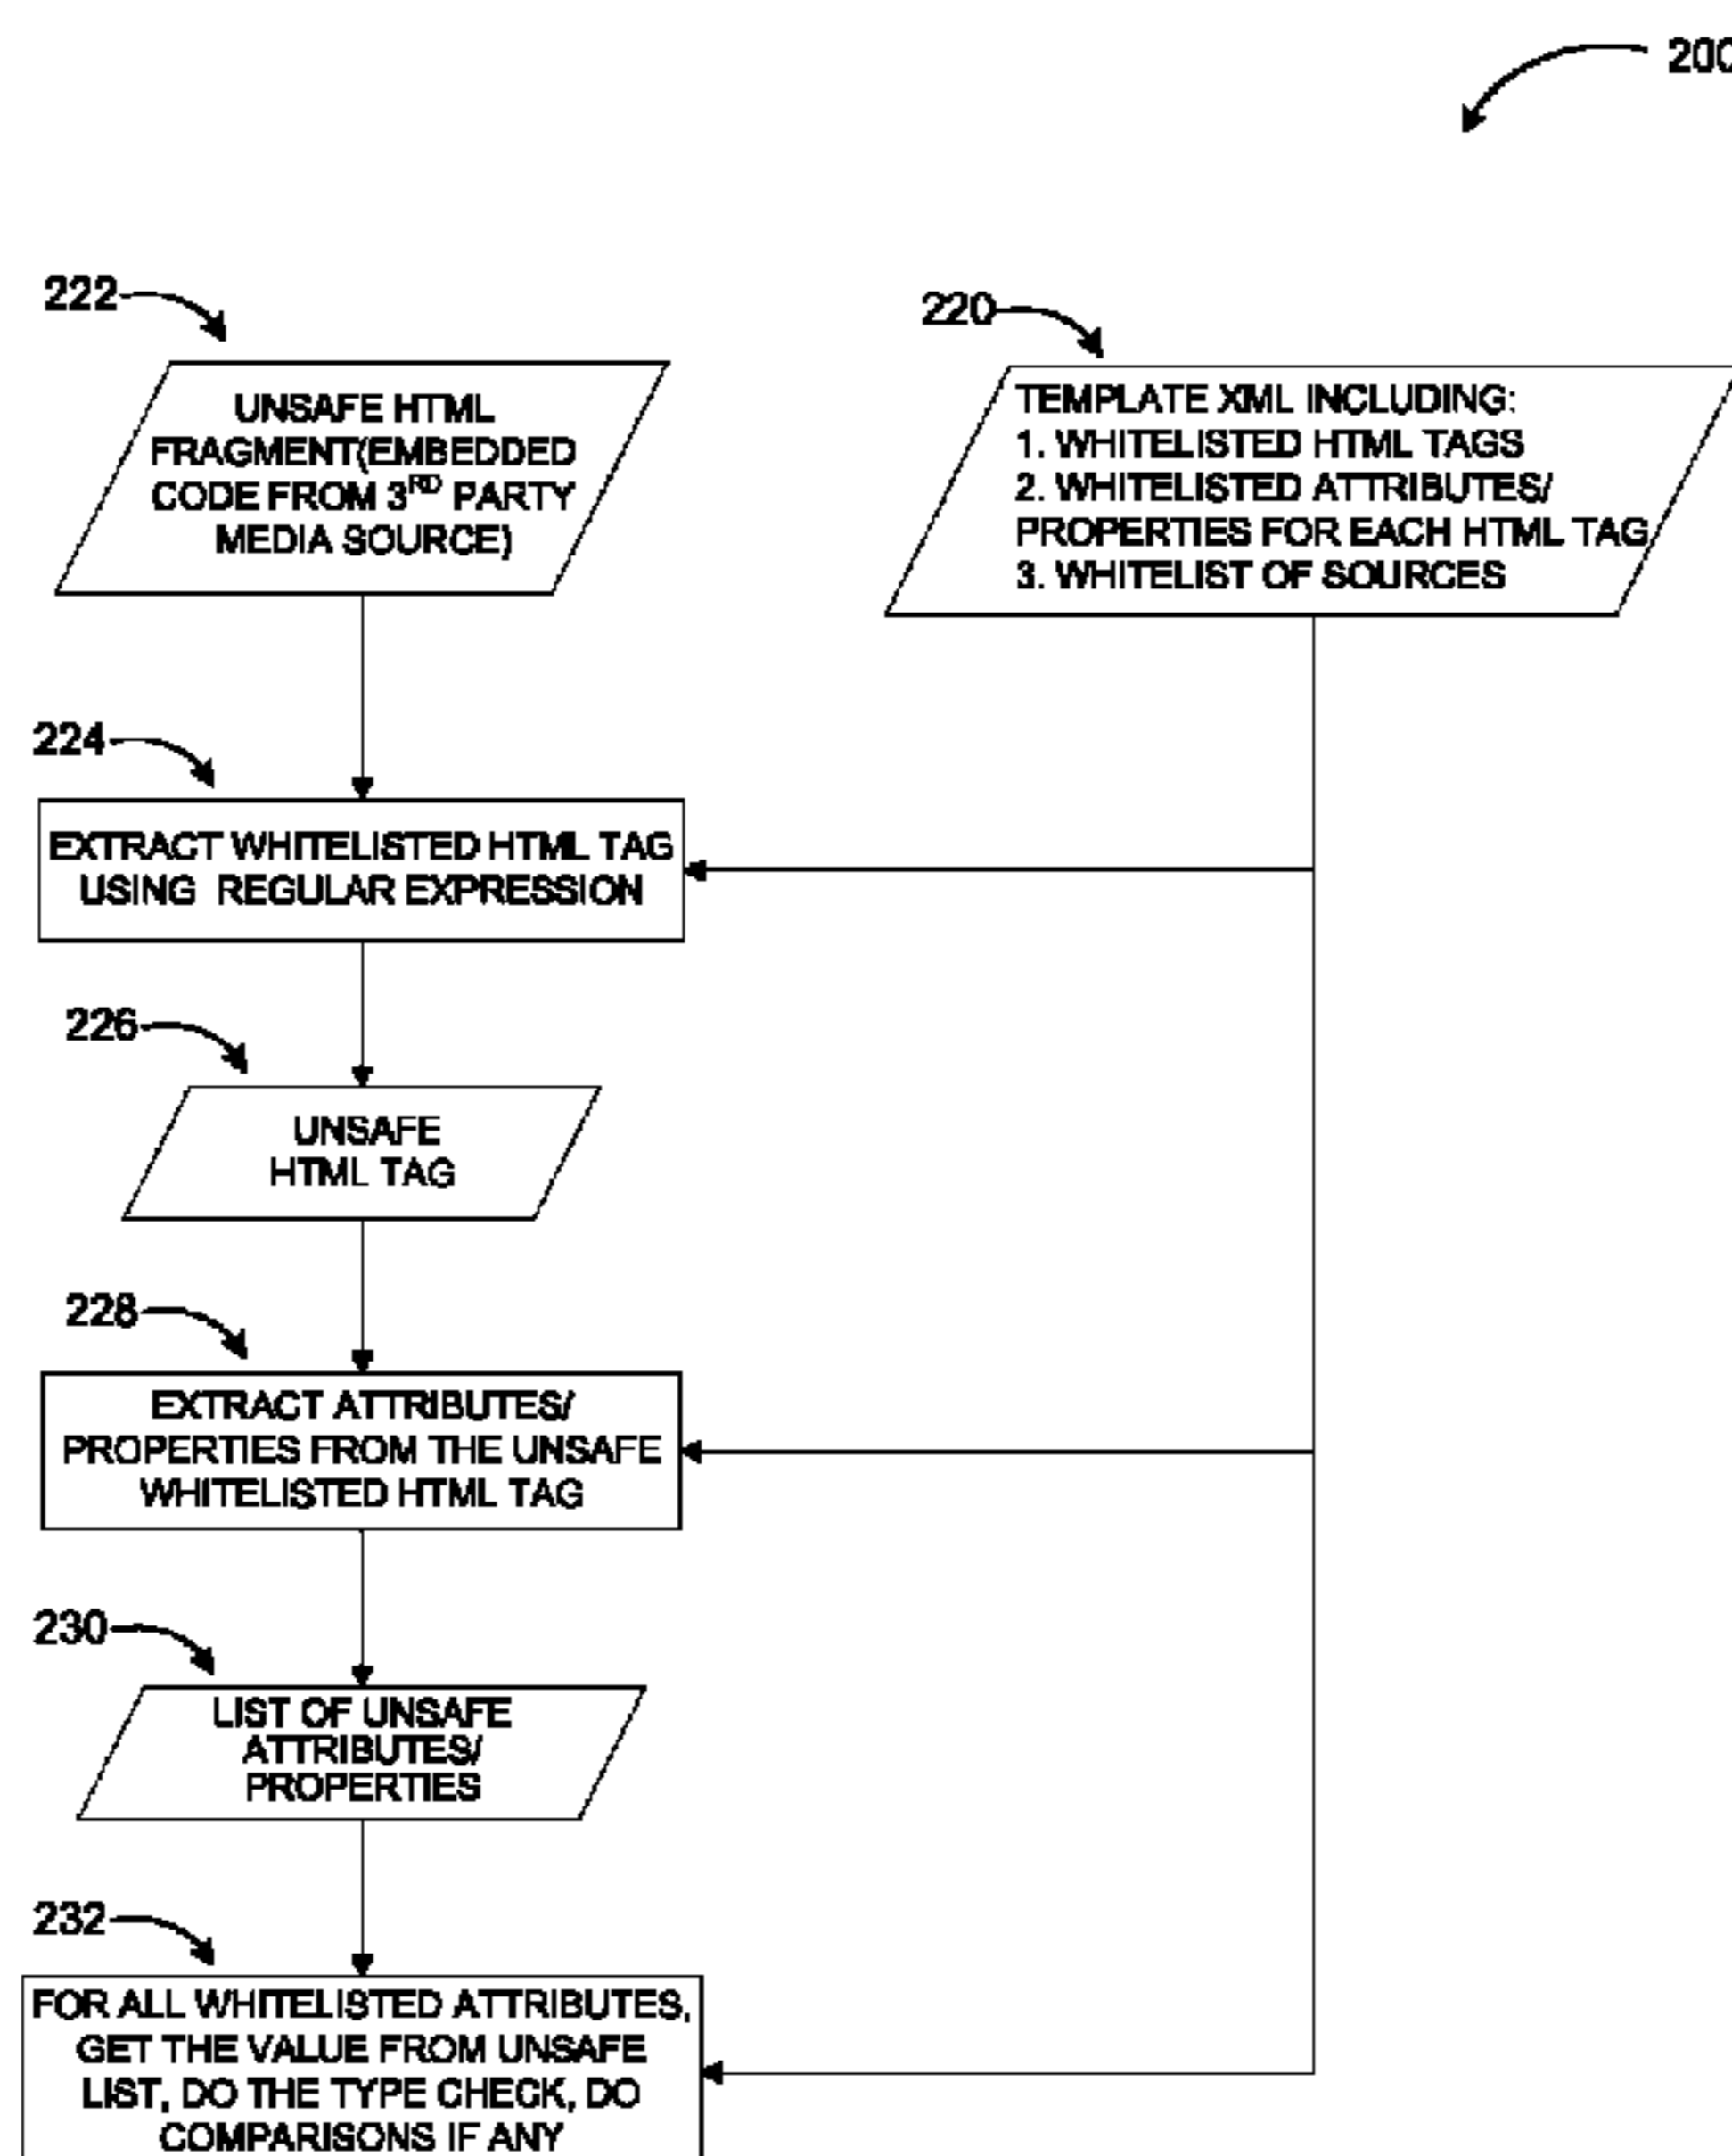 200
222
UNSAFE HTML
FRAGMENT(EMBEDDED
CODE FROM 3RD PARTY
MEDIA SOURCE)
220
TEMPLATE XML INCLUDING:
1. WHITELISTED HTML TAGS
2. WHITELISTED ATTRIBUTES/
PROPERTIES FOR EACH HTML TAG
3. WHITELIST OF SOURCES
224
EXTRACT WHITELISTED HTML TAG
USING REGULAR EXPRESSION
226
UNSAFE
HTML TAG
228
EXTRACT ATTRIBUTES/
PROPERTIES FROM THE UNSAFE
WHITELISTED HTML TAG
230
LIST OF UNSAFE
ATTRIBUTES/
PROPERTIES
232
FOR ALL WHITELISTED ATTRIBUTES,
GET THE VALUE FROM UNSAFE
LIST, DO THE TYPE CHECK, DO
COMPARISONS IF ANY